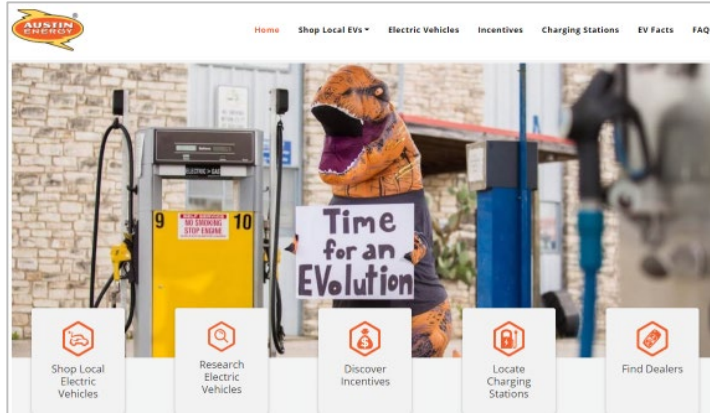 AUSTIN
ENERGY
®
Home Shop Local EVs Electric Vehicles Incentives Charging Stations EV Facts FAQ
ELECTRIC > GAS
9 10
SELF SERVICE
NO SMOKING
STOP ENGINE
Time
for an
EVolution
Shop Local
Electric
Vehicles
Research
Electric
Vehicles
Discover
Incentives
Locate
Charging
Stations
Find Dealers